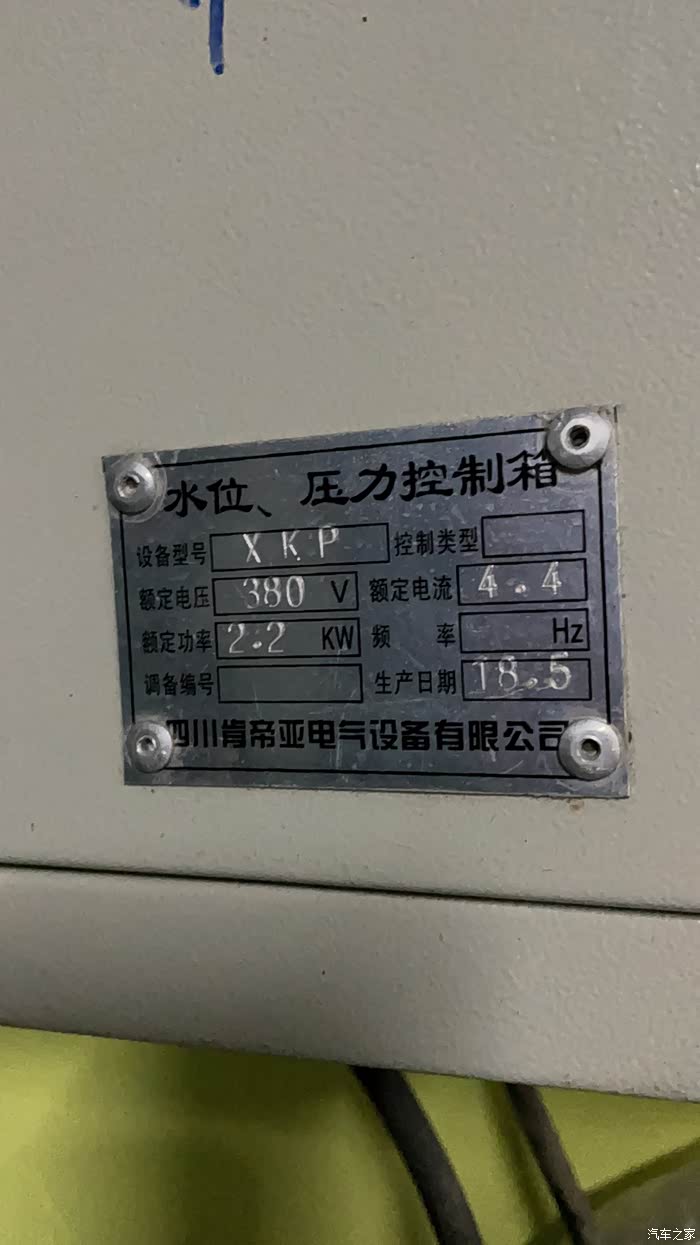 水位、压力控制箱
设备型号 XKP 控制类型
额定电压 380 V 额定电流 4.4
额定功率 2.2 KW 频 率 Hz
调备编号 生产日期 18.5
四川肯帝亚电气设备有限公司
汽车之家